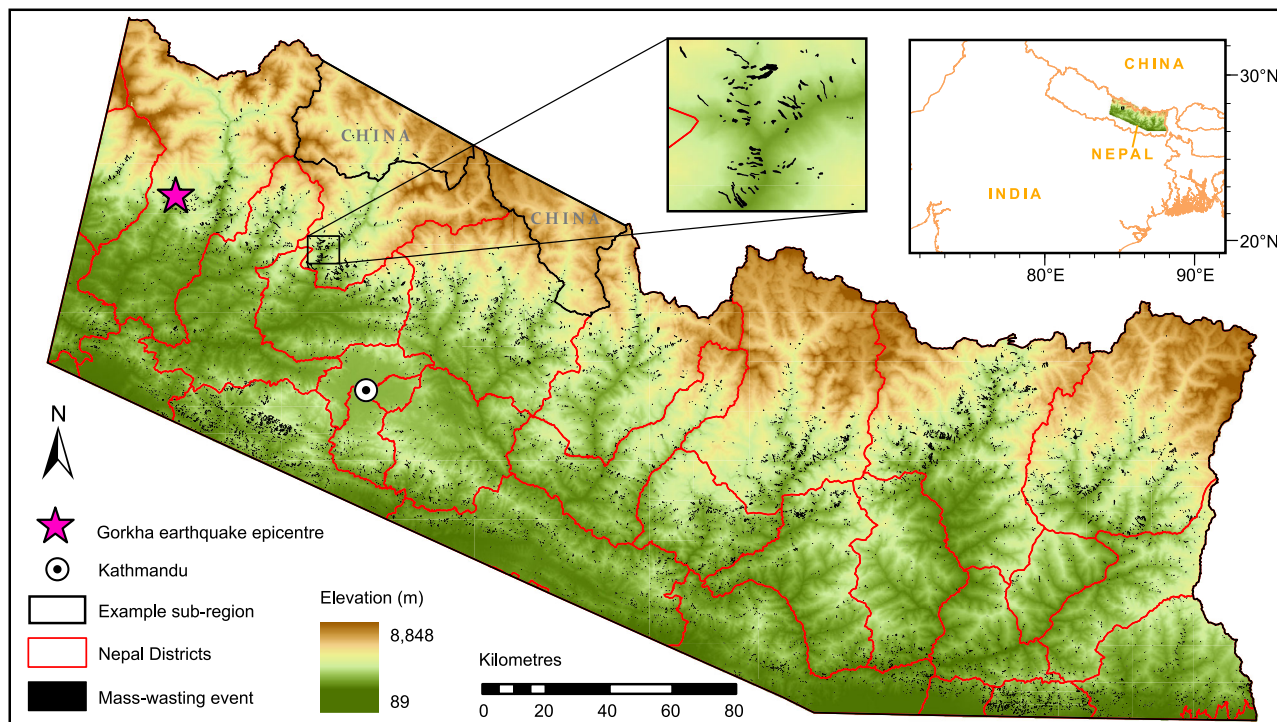 CHINA
CHINA
CHINA
NEPAL
INDIA
30°N
20°N
80°E
90°E
N
Gorkha earthquake epicentre
Kathmandu
Example sub-region
Nepal Districts
Mass-wasting event
Elevation (m)
8,848
89
Kilometres
0 10 20 40 60 80